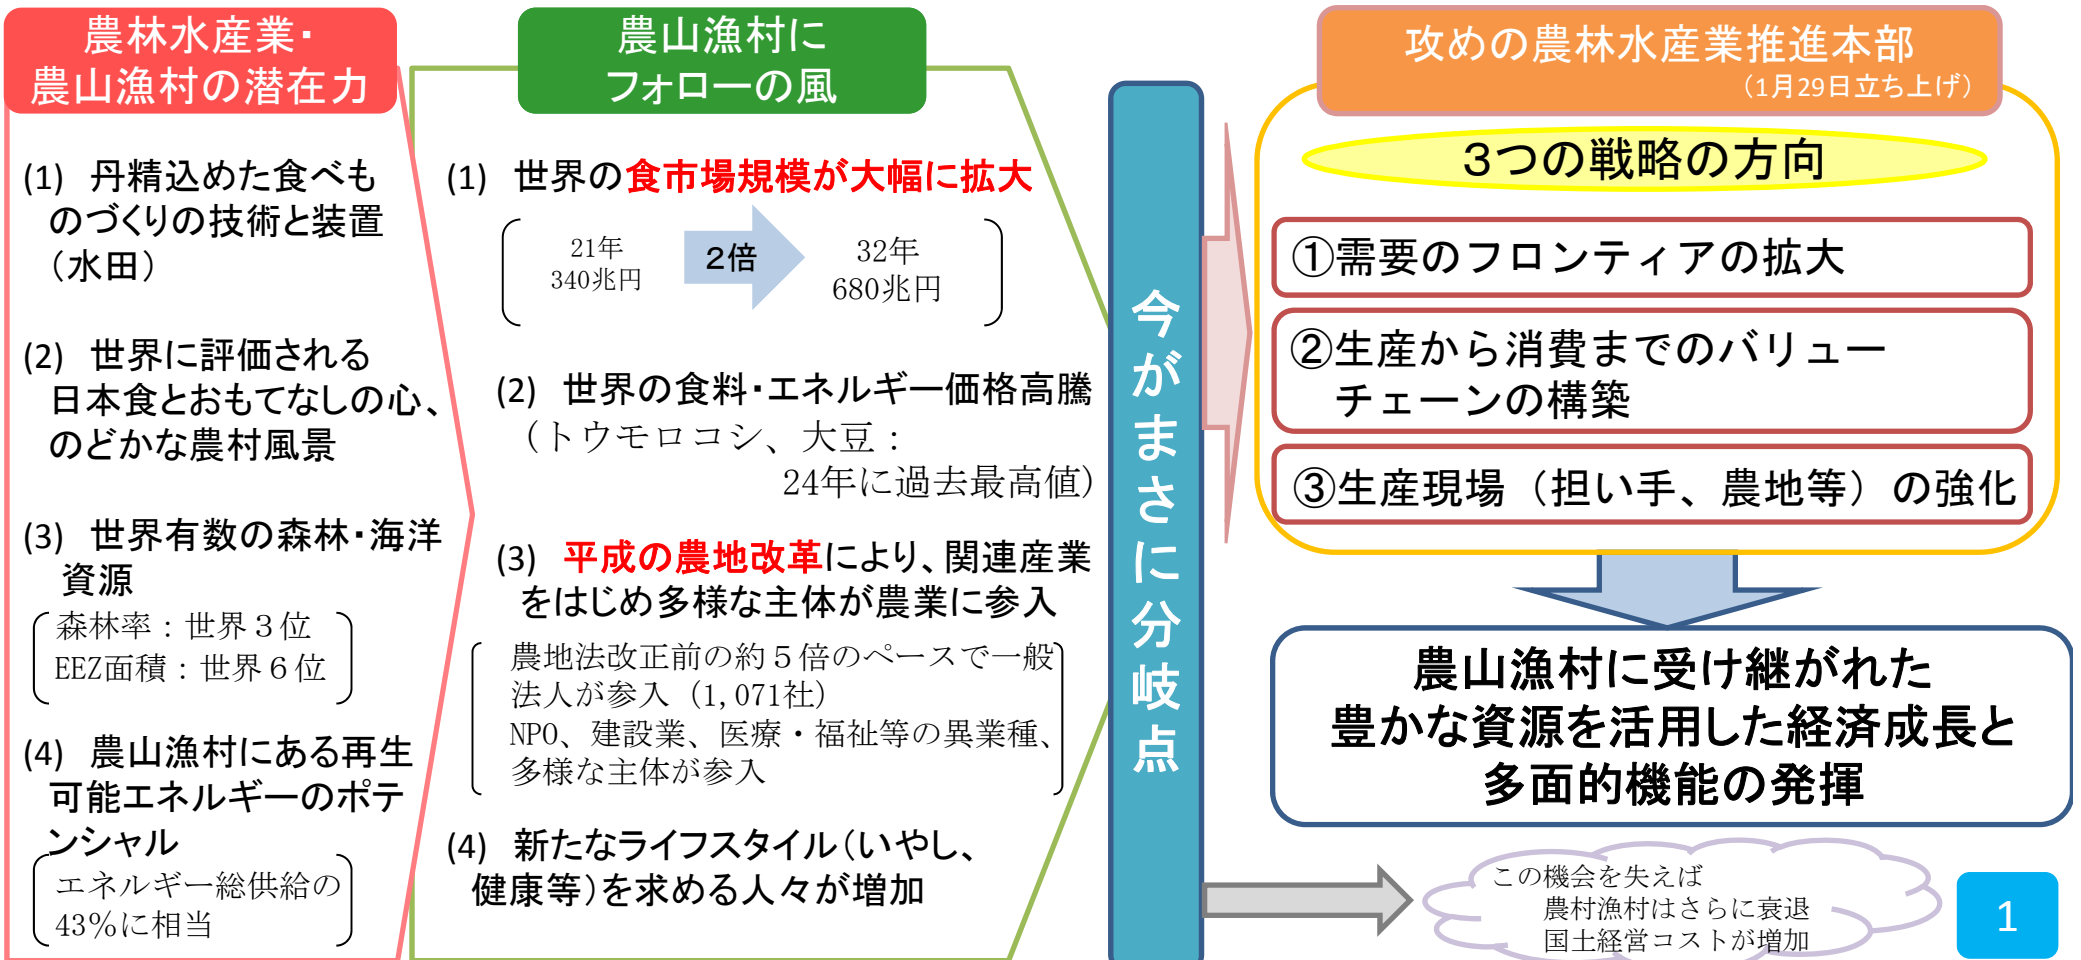 農林水産業・
農山漁村の潜在力
(1) 丹精込めた食べも
のづくりの技術と装置
（水田）
(2) 世界に評価される
日本食とおもてなしの心、
のどかな農村風景
(3) 世界有数の森林・海洋
資源
森林率：世界３位
EEZ面積：世界６位
(4) 農山漁村にある再生
可能エネルギーのポテ
ンシャル
エネルギー総供給の
43％に相当
農山漁村に
フォローの風
(1) 世界の食市場規模が大幅に拡大
21年
340兆円
２倍
32年
680兆円
(2) 世界の食料・エネルギー価格高騰
（トウモロコシ、大豆：
24年に過去最高値）
(3) 平成の農地改革により、関連産業
をはじめ多様な主体が農業に参入
農地法改正前の約５倍のペースで一般
法人が参入（1,071社）
NPO、建設業、医療・福祉等の異業種、
多様な主体が参入
(4) 新たなライフスタイル（いやし、
健康等）を求める人々が増加
今がまさに分岐点
攻めの農林水産業推進本部
（1月29日立ち上げ）
３つの戦略の方向
①需要のフロンティアの拡大
②生産から消費までのバリュー
チェーンの構築
③生産現場（担い手、農地等）の強化
農山漁村に受け継がれた
豊かな資源を活用した経済成長と
多面的機能の発揮
この機会を失えば
農村漁村はさらに衰退
国土経営コストが増加
1